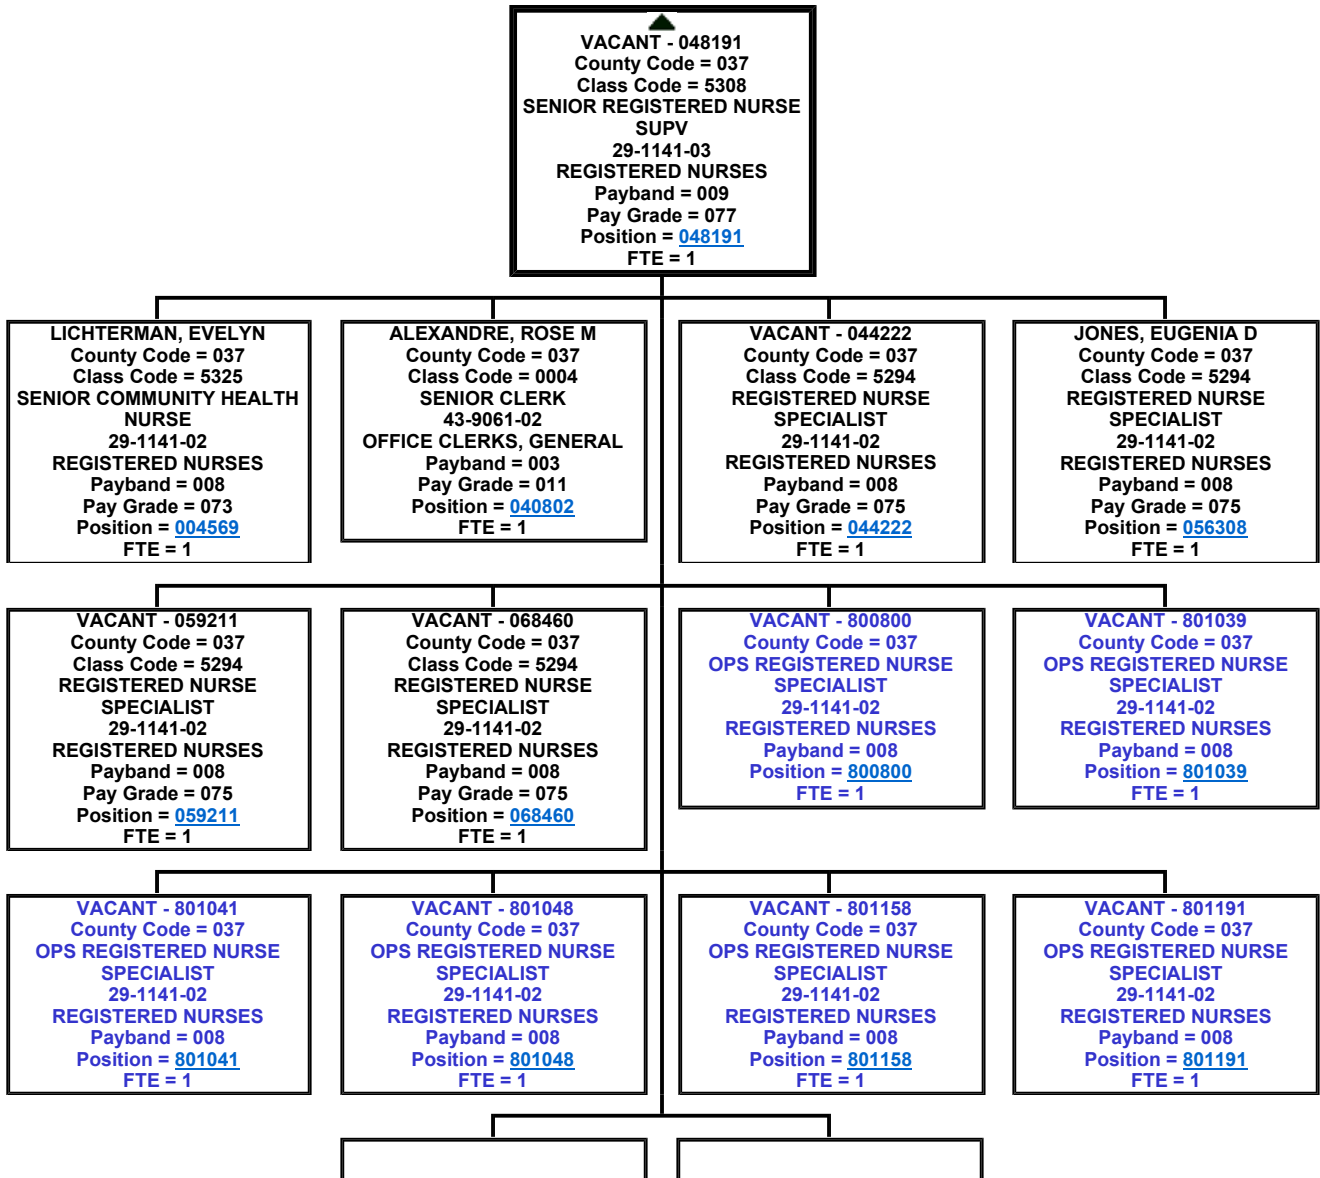 VACANT - 048191
County Code = 037
Class Code = 5308
SENIOR REGISTERED NURSE
SUPV
29-1141-03
REGISTERED NURSES
Payband = 009
Pay Grade = 077
Position = 048191
FTE = 1
LICHTERMAN, EVELYN
County Code = 037
Class Code = 5325
SENIOR COMMUNITY HEALTH
NURSE
29-1141-02
REGISTERED NURSES
Payband = 008
Pay Grade = 073
Position = 004569
FTE = 1
ALEXANDRE, ROSE M
County Code = 037
Class Code = 0004
SENIOR CLERK
43-9061-02
OFFICE CLERKS, GENERAL
Payband = 003
Pay Grade = 011
Position = 040802
FTE = 1
VACANT - 044222
County Code = 037
Class Code = 5294
REGISTERED NURSE
SPECIALIST
29-1141-02
REGISTERED NURSES
Payband = 008
Pay Grade = 075
Position = 044222
FTE = 1
JONES, EUGENIA D
County Code = 037
Class Code = 5294
REGISTERED NURSE
SPECIALIST
29-1141-02
REGISTERED NURSES
Payband = 008
Pay Grade = 075
Position = 056308
FTE = 1
VACANT - 059211
County Code = 037
Class Code = 5294
REGISTERED NURSE
SPECIALIST
29-1141-02
REGISTERED NURSES
Payband = 008
Pay Grade = 075
Position = 059211
FTE = 1
VACANT - 068460
County Code = 037
Class Code = 5294
REGISTERED NURSE
SPECIALIST
29-1141-02
REGISTERED NURSES
Payband = 008
Pay Grade = 075
Position = 068460
FTE = 1
VACANT - 800800
County Code = 037
OPS REGISTERED NURSE
SPECIALIST
29-1141-02
REGISTERED NURSES
Payband = 008
Position = 800800
FTE = 1
VACANT - 801039
County Code = 037
OPS REGISTERED NURSE
SPECIALIST
29-1141-02
REGISTERED NURSES
Payband = 008
Position = 801039
FTE = 1
VACANT - 801041
County Code = 037
OPS REGISTERED NURSE
SPECIALIST
29-1141-02
REGISTERED NURSES
Payband = 008
Position = 801041
FTE = 1
VACANT - 801048
County Code = 037
OPS REGISTERED NURSE
SPECIALIST
29-1141-02
REGISTERED NURSES
Payband = 008
Position = 801048
FTE = 1
VACANT - 801158
County Code = 037
OPS REGISTERED NURSE
SPECIALIST
29-1141-02
REGISTERED NURSES
Payband = 008
Position = 801158
FTE = 1
VACANT - 801191
County Code = 037
OPS REGISTERED NURSE
SPECIALIST
29-1141-02
REGISTERED NURSES
Payband = 008
Position = 801191
FTE = 1